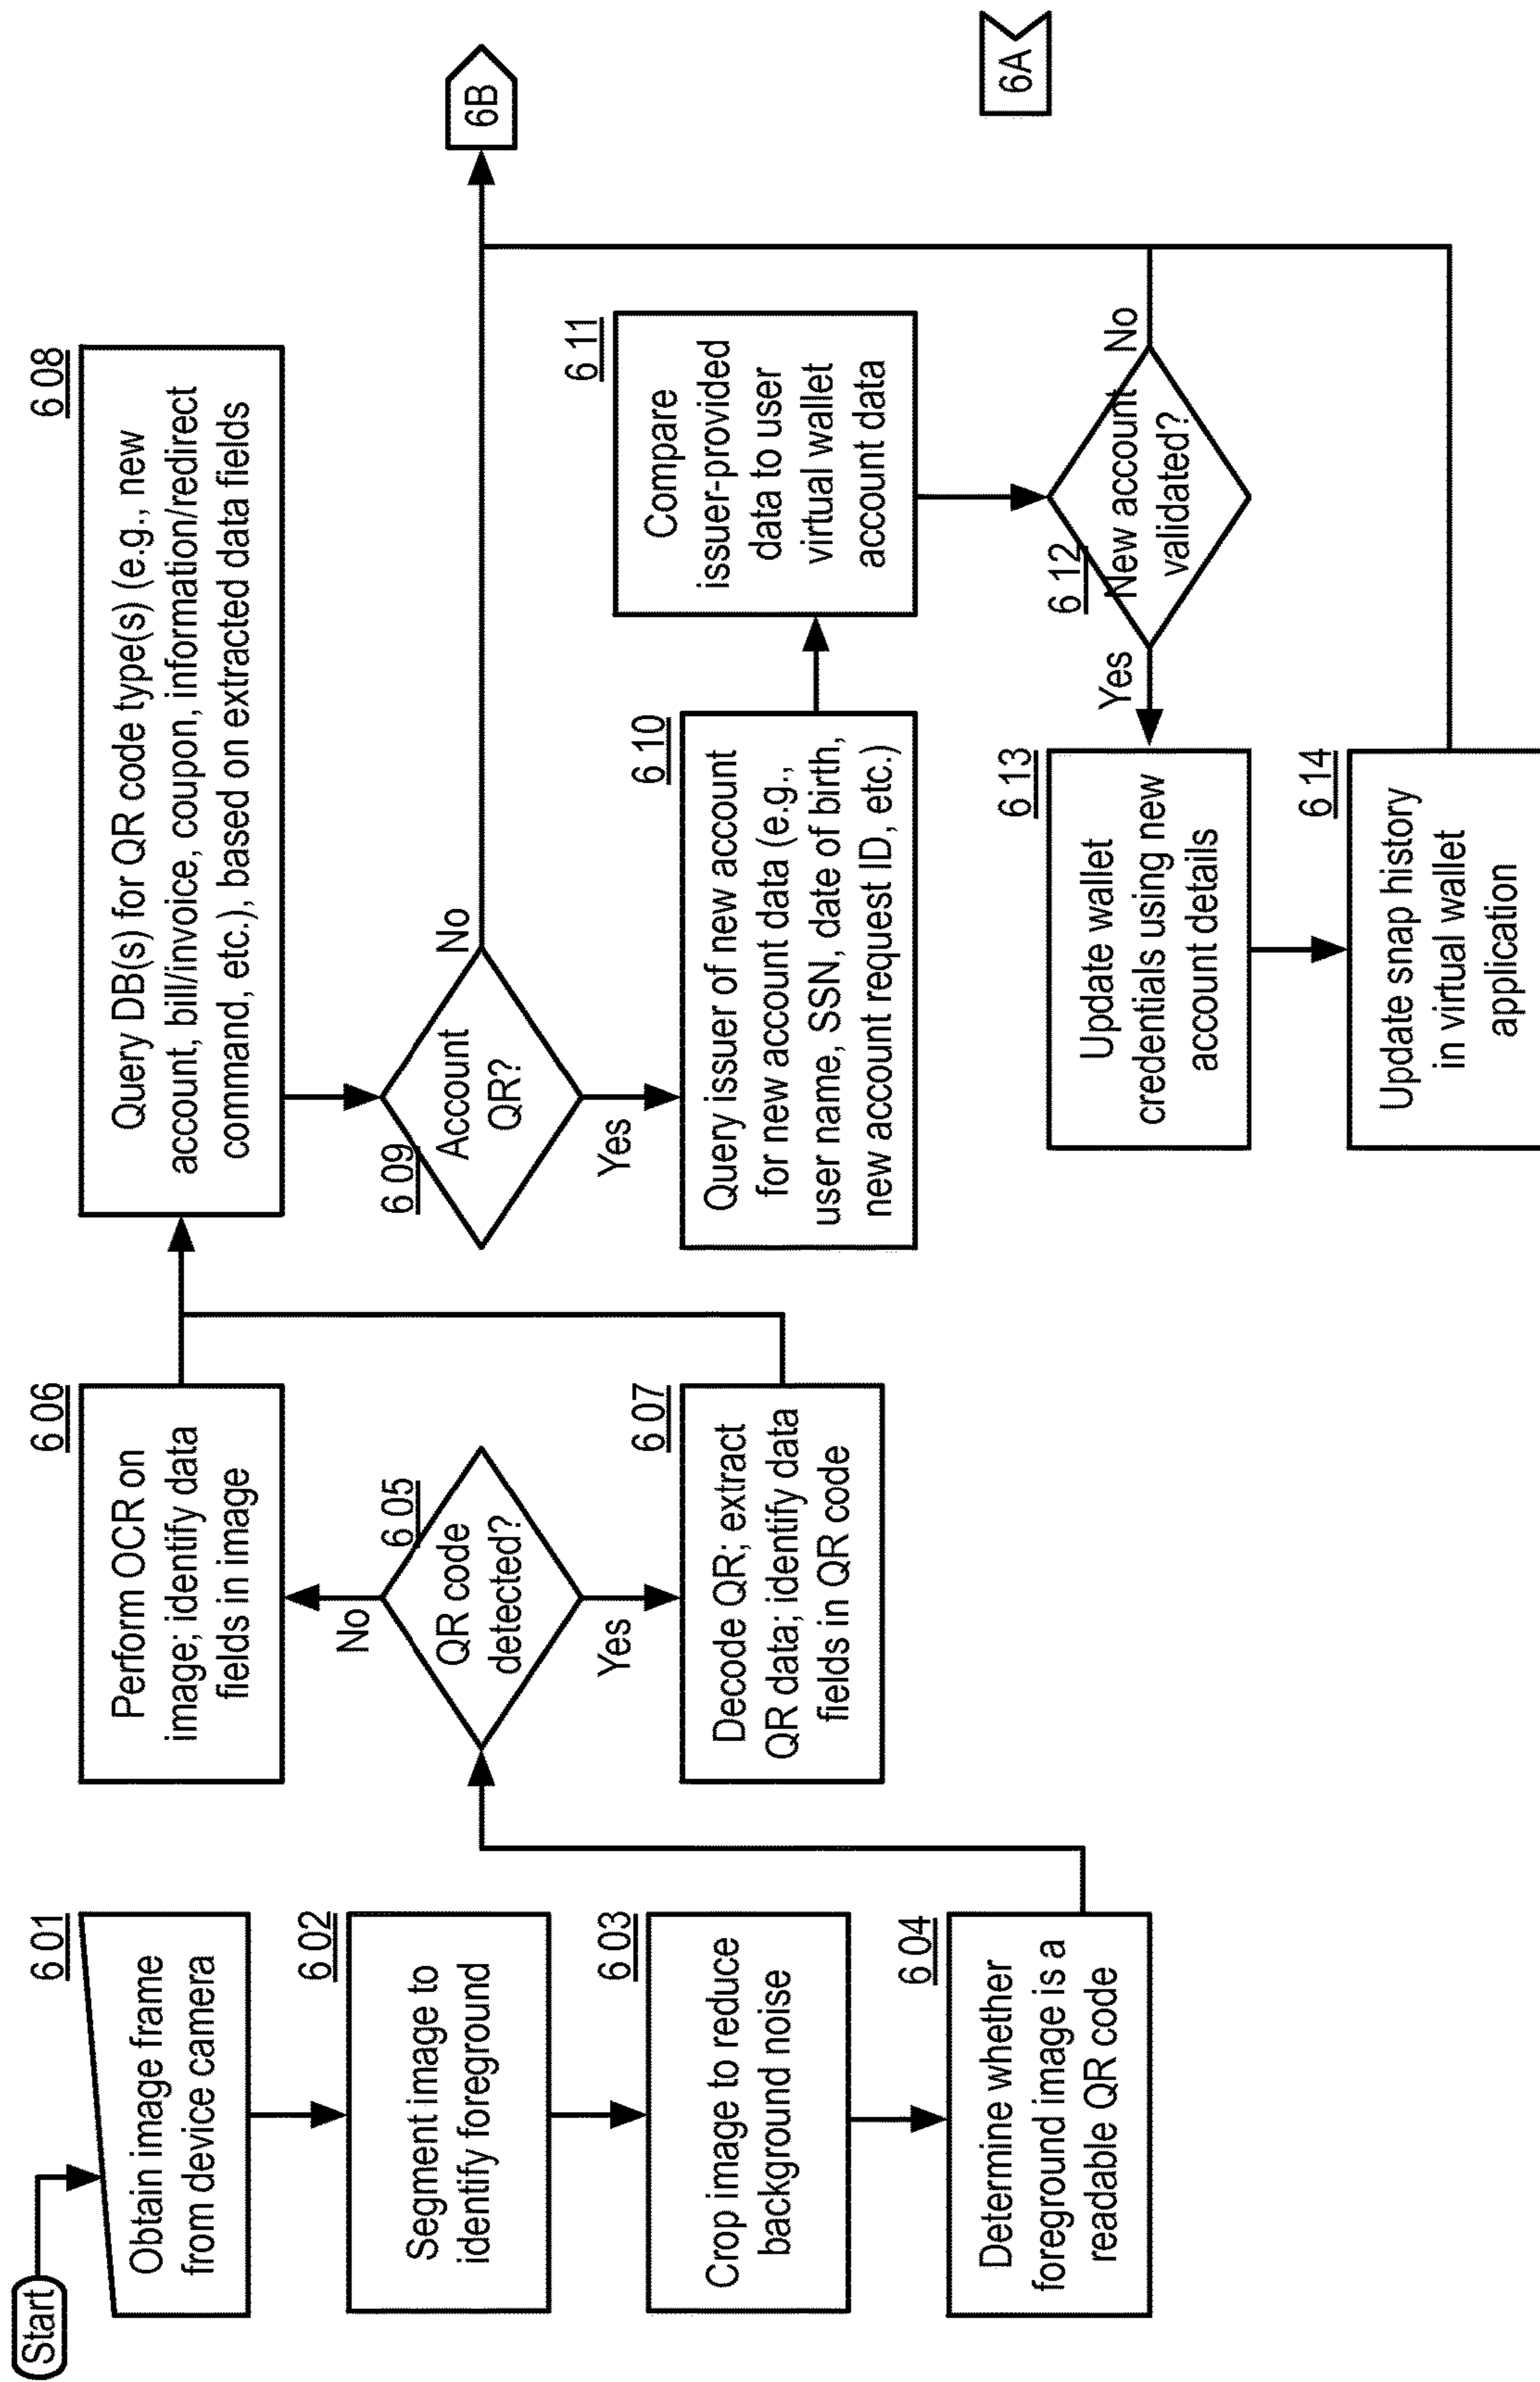 Start
6 01
Obtain image frame
from device camera
6 02
Segment image to
identify foreground
6 03
Crop image to reduce
background noise
6 04
Determine whether
foreground image is a
readable QR code
6 05
QR code
detected?
No
Yes
6 06
Perform OCR on
image; identify data
fields in image
6 07
Decode QR; extract
QR data; identify data
fields in QR code
6 08
Query DB(s) for QR code type(s) (e.g., new
account, bill/invoice, coupon, information/redirect
command, etc.), based on extracted data fields
6 09
Account
QR?
No
Yes
6 10
Query issuer of new account
for new account data (e.g.,
user name, SSN, date of birth,
new account request ID, etc.)
6 11
Compare
issuer-provided
data to user
virtual wallet
account data
6 12
New account
validated?
No
Yes
6 13
Update wallet
credentials using new
account details
6 14
Update snap history
in virtual wallet
application
6B
6A